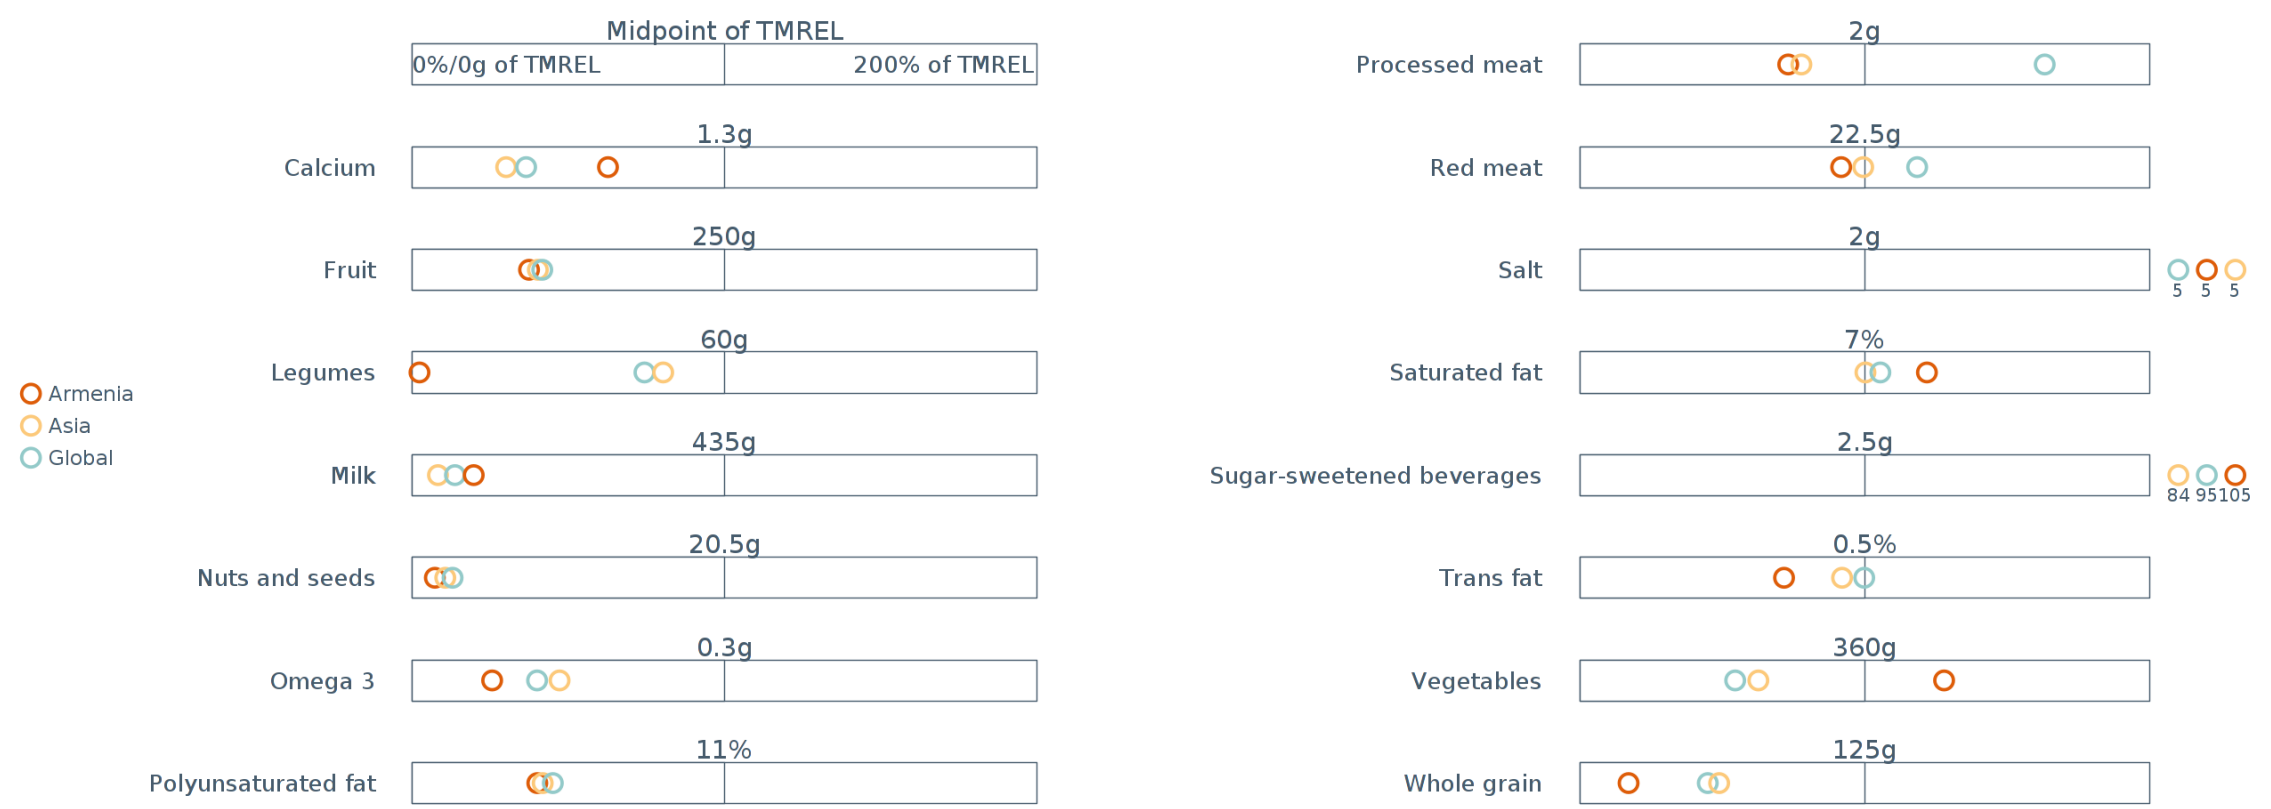 Midpoint of TMREL
0%/0g of TMREL
200% of TMREL
Calcium
1.3g
Fruit
250g
Legumes
60g
Milk
435g
Nuts and seeds
20.5g
Omega 3
0.3g
Polyunsaturated fat
11%
Armenia
Asia
Global
Processed meat
2g
Red meat
22.5g
Salt
2g
5 5 5
Saturated fat
7%
Sugar-sweetened beverages
2.5g
84 95 105
Trans fat
0.5%
Vegetables
360g
Whole grain
125g